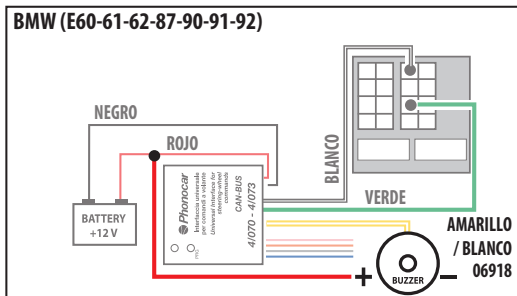 BMW (E60-61-62-87-90-91-92)
NEGRO
ROJO
BLANCO
VERDE
BATTERY
+12 V
Phonocar
Interfaccia universale
per comandi a volante
Universal Interface for
steering-wheel
commands
CAN-BUS
4/070 - 4/073
PRG
AMARILLO
/ BLANCO
06918
+
BUZZER
–